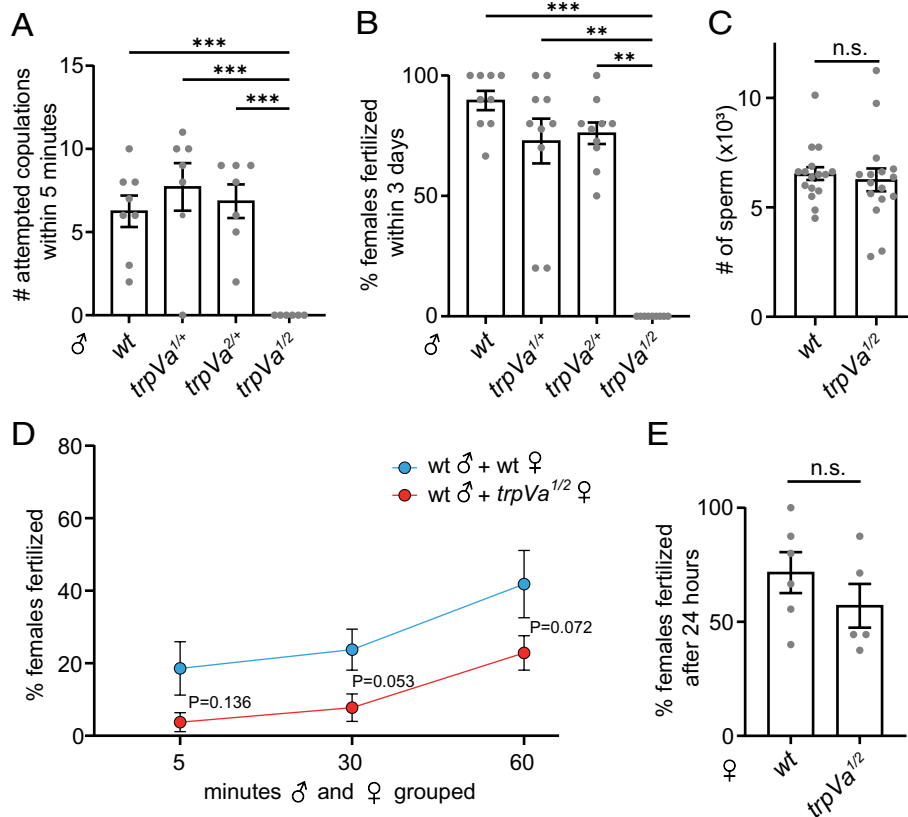 A
***
***
***
15
10
5
0
# attempted copulations
within 5 minutes
♂
wt
trpVa1/+
trpVa2/+
trpVa1/2
B
***
**
**
100
50
0
% females fertilized
within 3 days
♂
wt
trpVa1/+
trpVa2/+
trpVa1/2
C
n.s.
10
5
0
# of sperm (x10³)
wt
trpVa1/2
D
80
60
40
20
0
% females fertilized
wt ♂ + wt ♀
wt ♂ + trpVa1/2 ♀
P=0.136
P=0.053
P=0.072
5 30 60
minutes ♂ and ♀ grouped
E
n.s.
100
50
0
% females fertilized
after 24 hours
♀
wt
trpVa1/2